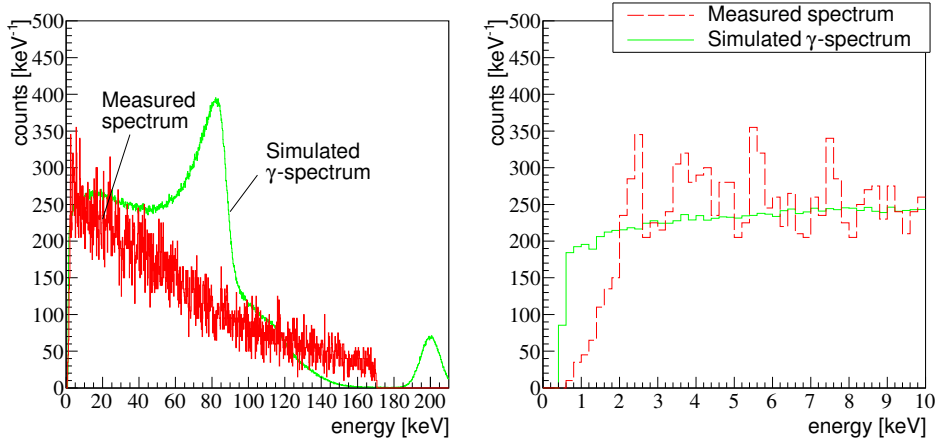 counts [keV⁻¹]
500
450
400
350
300
250
200
150
100
50
0
Measured
spectrum
Simulated
γ-spectrum
0 20 40 60 80 100 120 140 160 180 200
energy [keV]
Measured spectrum
Simulated γ-spectrum
counts [keV⁻¹]
500
450
400
350
300
250
200
150
100
50
0
0 1 2 3 4 5 6 7 8 9 10
energy [keV]